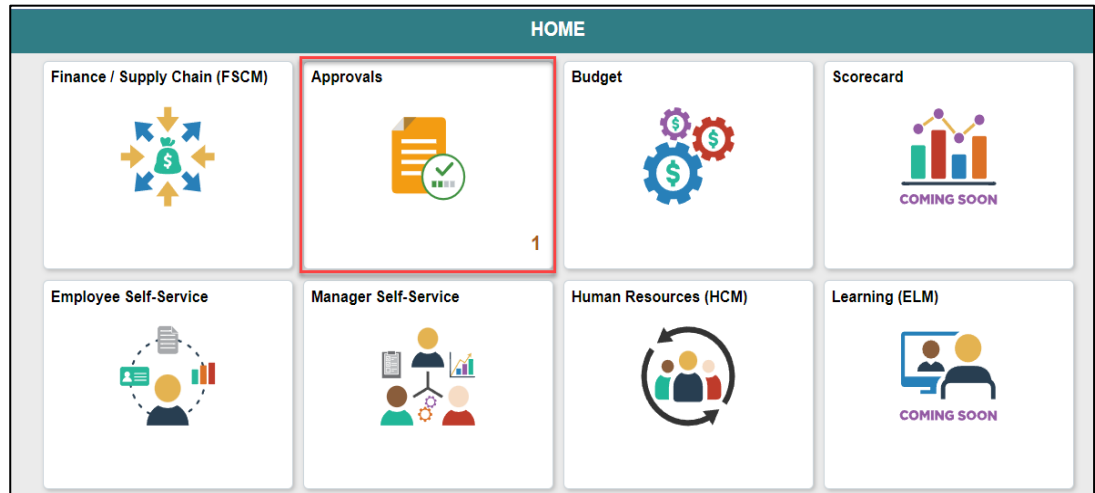 HOME
Finance / Supply Chain (FSCM)
Approvals
1
Budget
$
$
$
Scorecard
COMING SOON
$
Employee Self-Service
Manager Self-Service
Human Resources (HCM)
Learning (ELM)
COMING SOON